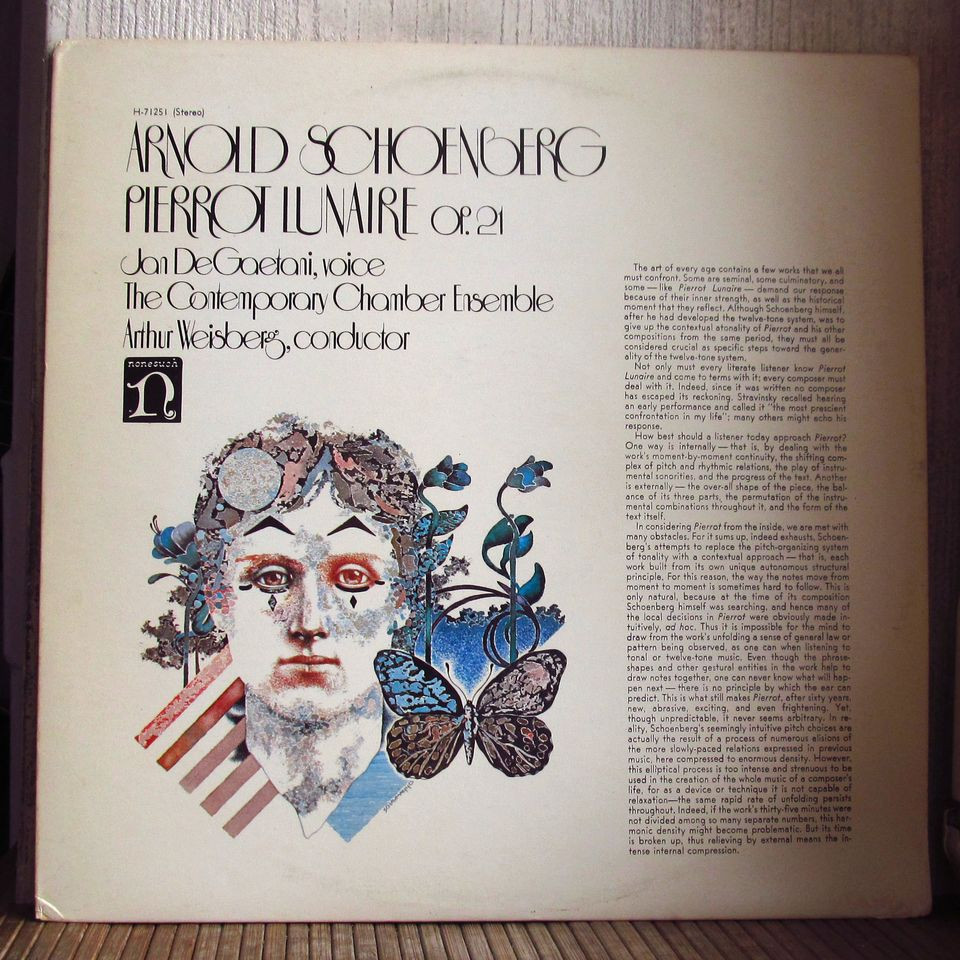 H-71251 (Stereo)
ARNOLD SCHOENBERG
PIERROT LUNAIRE OP. 21
Jan DeGaetani, voice
The Contemporary Chamber Ensemble
Arthur Weisberg, conductor
nonesuch
n
The art of every age contains a few works that we all
must confront. Some are seminal, some culminatory, and
some — like Pierrot Lunaire — demand our response
because of their inner strength, as well as the historical
moment that they reflect. Although Schoenberg himself,
after he had developed the twelve-tone system, was to
give up the contextual atonality of Pierrot and his other
compositions from the same period, they must all be
considered crucial as specific steps toward the gener-
ality of the twelve-tone system.
Not only must every literate listener know Pierrot
Lunaire and come to terms with it; every composer must
deal with it. Indeed, since it was written no composer
has escaped its reckoning. Stravinsky recalled hearing
an early performance and called it "the most prescient
confrontation in my life"; many others might echo his
response.
How best should a listener today approach Pierrot?
One way is internally — that is, by dealing with the
work's moment-by-moment continuity, the shifting com-
plex of pitch and rhythmic relations, the play of instru-
mental sonorities, and the progress of the text. Another
is externally — the over-all shape of the piece, the bal-
ance of its three parts, the permutation of the instru-
mental combinations throughout it, and the form of the
text itself.
In considering Pierrot from the inside, we are met with
many obstacles. For it sums up, indeed exhausts, Schoen-
berg's attempts to replace the pitch-organizing system
of tonality with a contextual approach — that is, each
work built from its own unique autonomous structural
principle. For this reason, the way the notes move from
moment to moment is sometimes hard to follow. This is
only natural, because at the time of its composition
Schoenberg himself was searching, and hence many of
the local decisions in Pierrot were obviously made in-
tuitively, ad hoc. Thus it is impossible for the mind to
draw from the work's unfolding a sense of general law or
pattern being observed, as one can when listening to
tonal or twelve-tone music. Even though the phrase-
shapes and other gestural entities in the work help to
draw notes together, one can never know what will hap-
pen next — there is no principle by which the ear can
predict. This is what still makes Pierrot, after sixty years,
new, abrasive, exciting, and even frightening. Yet,
though unpredictable, it never seems arbitrary. In re-
ality, Schoenberg's seemingly intuitive pitch choices are
actually the result of a process of numerous elisions of
the more slowly-paced relations expressed in previous
music, here compressed to enormous density. However,
this elliptical process is too intense and strenuous to be
used in the creation of the whole music of a composer's
life, for as a device or technique it is not capable of
relaxation—the same rapid rate of unfolding persists
throughout. Indeed, if the work's thirty-five minutes were
not divided among so many separate numbers, this har-
monic density might become problematic. But its time
is broken up, thus relieving by external means the in-
tense internal compression.